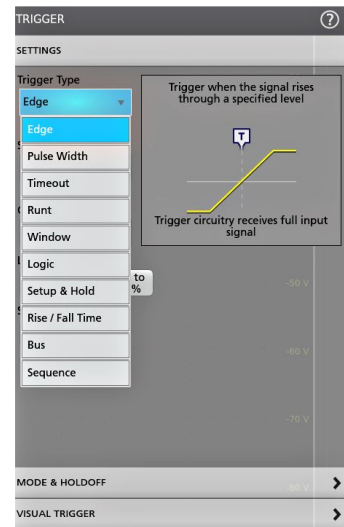 TRIGGER
?
SETTINGS
Trigger Type
Edge
Edge
Pulse Width
Timeout
Runt
Window
Logic
Setup & Hold
Rise / Fall Time
Bus
Sequence
Trigger when the signal rises
through a specified level
T
Trigger circuitry receives full input
signal
to
%
-50 V
-60 V
-70 V
-80 V
MODE & HOLDOFF
VISUAL TRIGGER